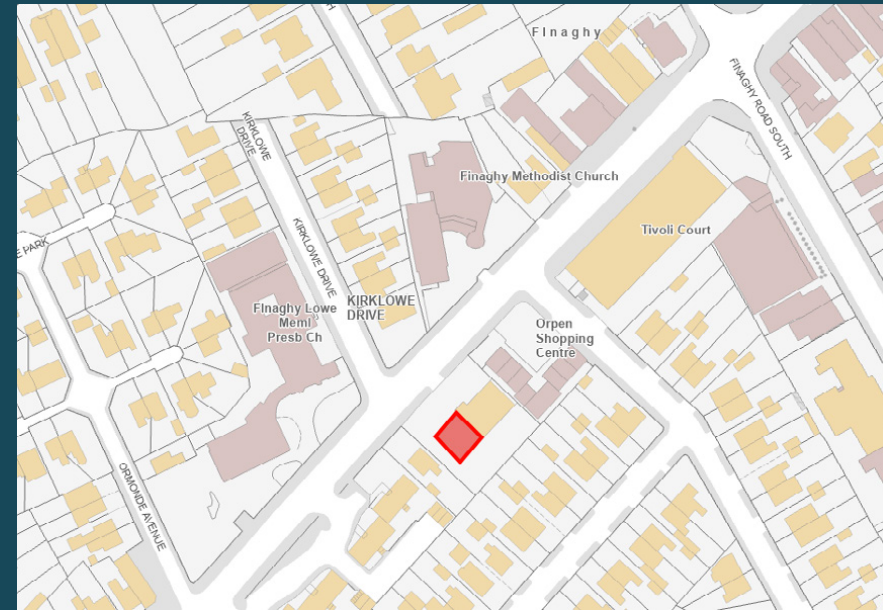 Finaghy
FINAGHY ROAD SOUTH
KIRKLOWE
DRIVE
Finaghy Methodist Church
Tivoli Court
KIRKLOWE DRIVE
E PARK
Finaghy Lowe
Meml
Presb Ch
KIRKLOWE
DRIVE
Orpen
Shopping
Centre
ORMONDE AVENUE